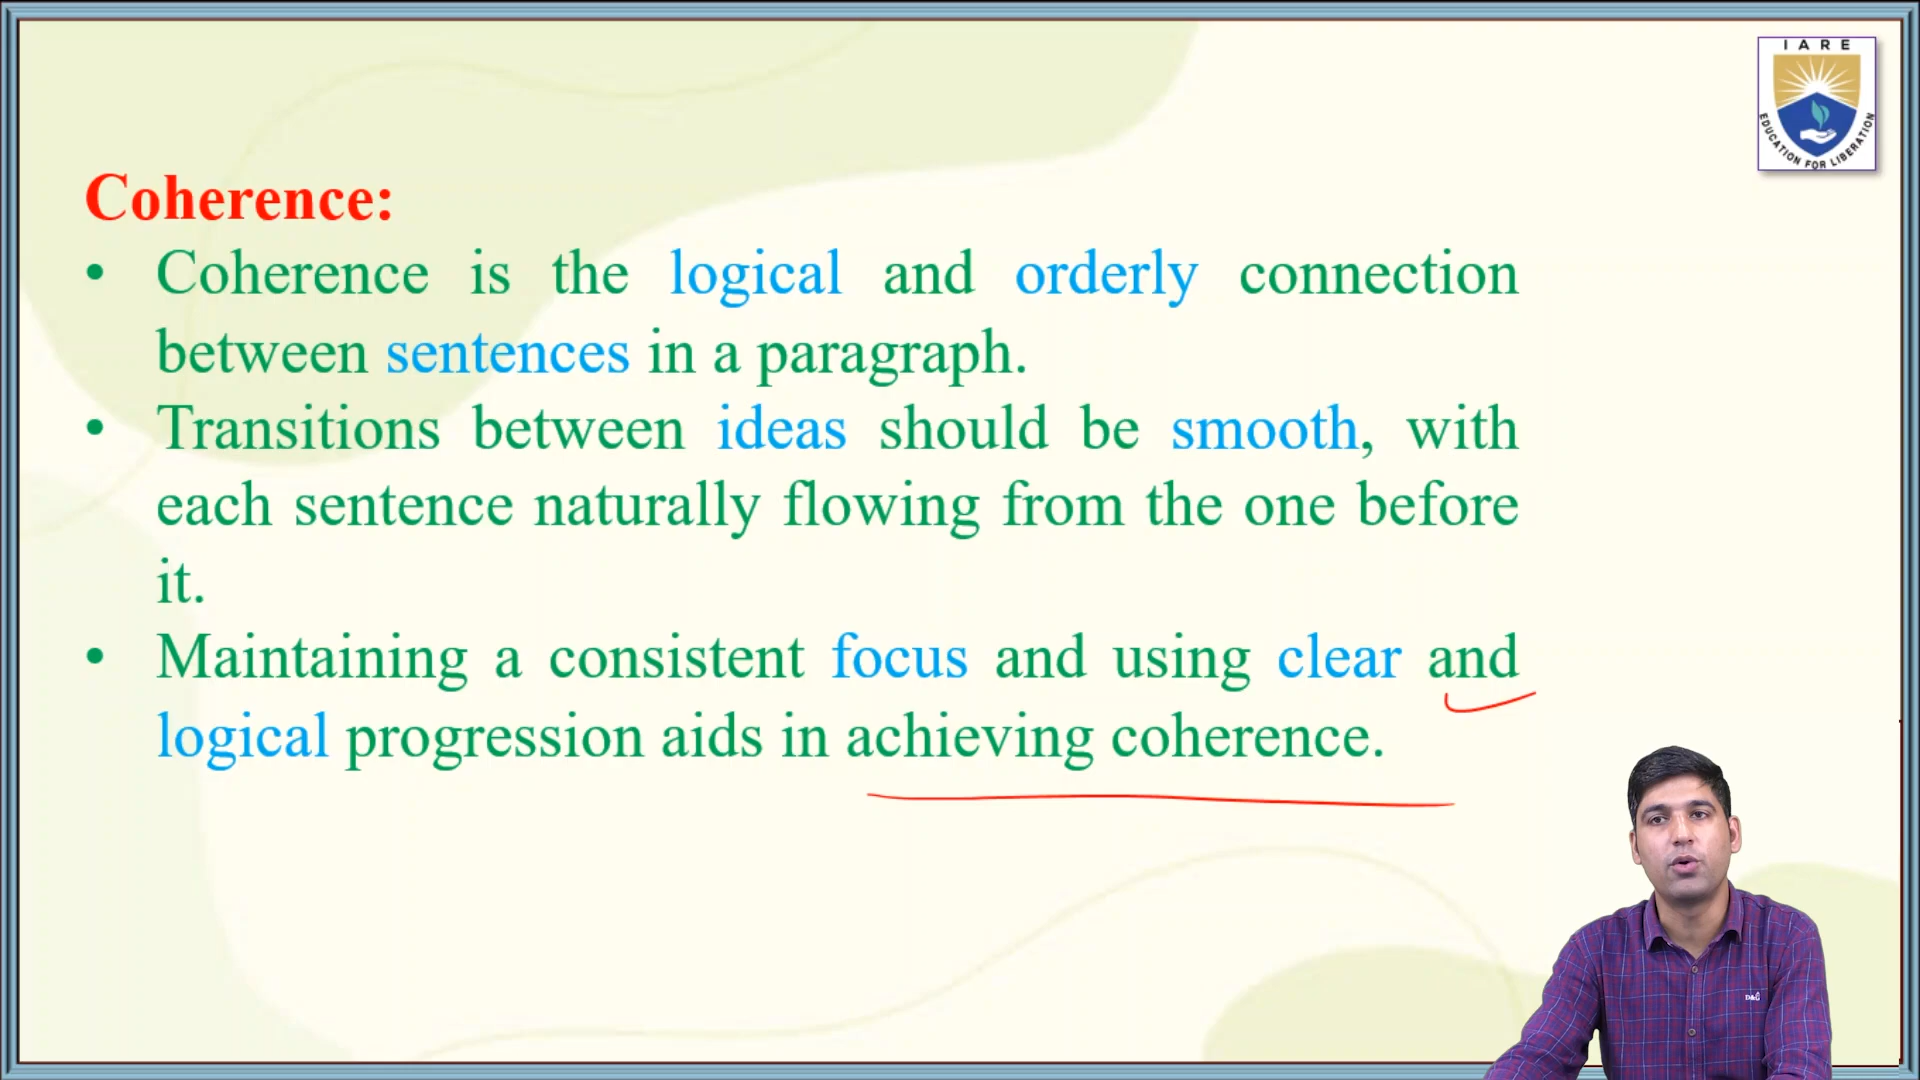 IARE
EDUCATION FOR LIBERATION
Coherence:
• Coherence is the logical and orderly connection
between sentences in a paragraph.
• Transitions between ideas should be smooth, with
each sentence naturally flowing from the one before
it.
• Maintaining a consistent focus and using clear and
logical progression aids in achieving coherence.